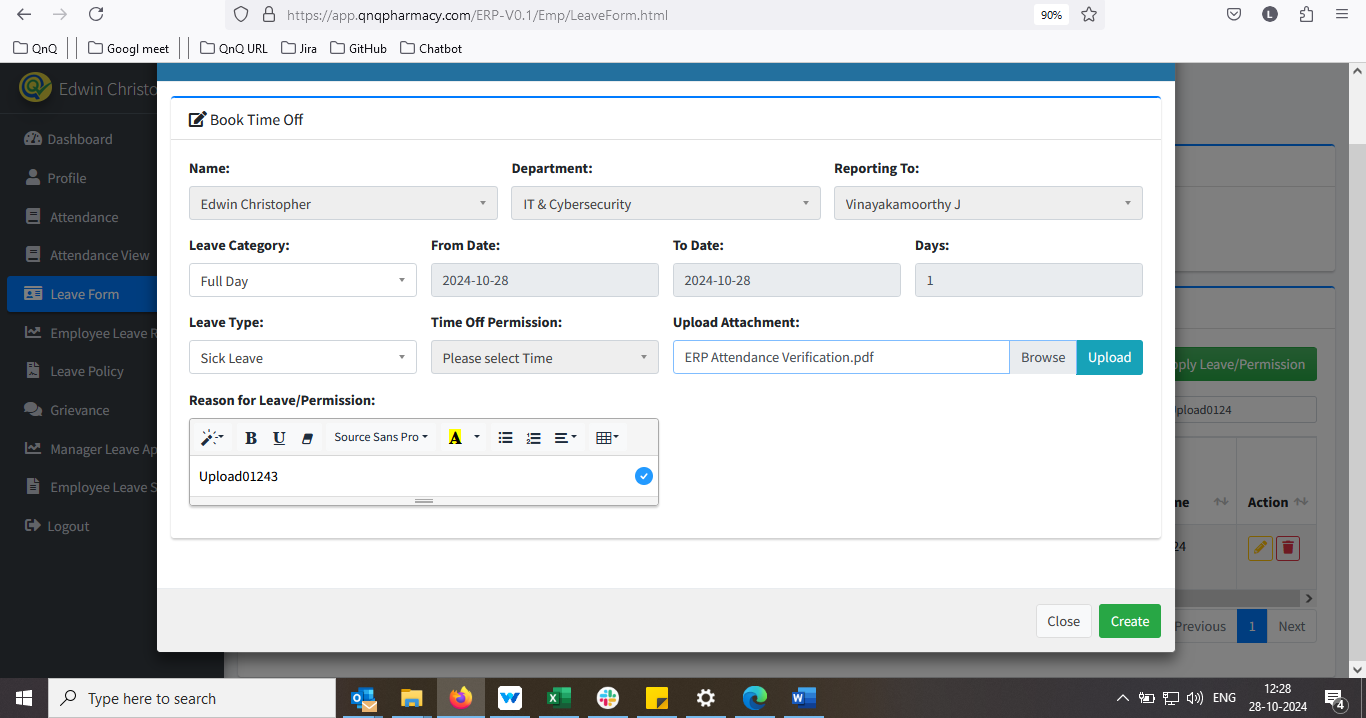 https://app.qnqpharmacy.com/ERP-V0.1/Emp/LeaveForm.html
90%
L
QnQ
Googl meet
QnQ URL
Jira
GitHub
Chatbot
Edwin Christo
Dashboard
Profile
Attendance
Attendance View
Leave Form
Employee Leave R
Leave Policy
Grievance
Manager Leave Ap
Employee Leave S
Logout
Book Time Off
Name: Department: Reporting To:
Edwin Christopher IT & Cybersecurity Vinayakamoorthy J
Leave Category: From Date: To Date: Days:
Full Day 2024-10-28 2024-10-28 1
Leave Type: Time Off Permission: Upload Attachment:
Sick Leave Please select Time ERP Attendance Verification.pdf Browse Upload
Reason for Leave/Permission:
B U Source Sans Pro A
Upload01243
Close Create
pply Leave/Permission
pload0124
ne Action
24
Previous 1 Next
Type here to search
ENG
12:28
28-10-2024
4